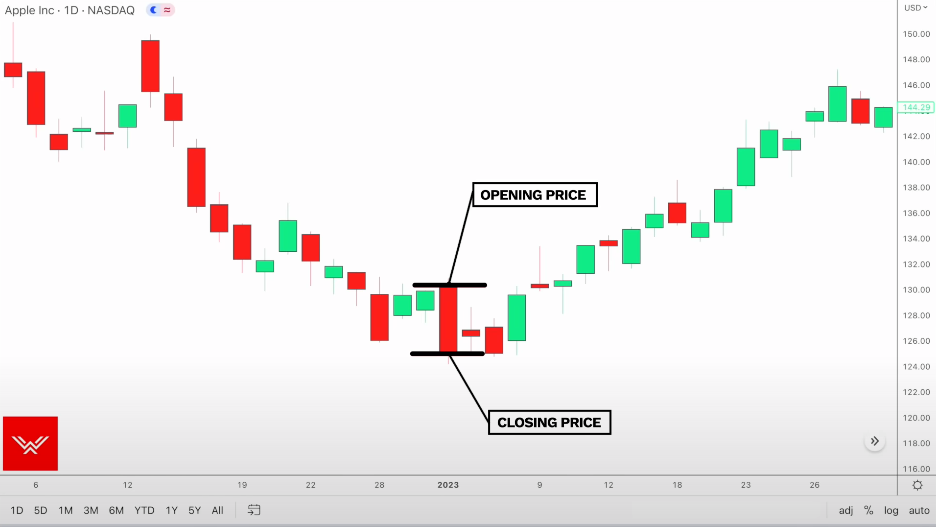 Apple Inc · 1D · NASDAQ
USD
150.00
148.00
146.00
144.29
142.00
140.00
138.00
136.00
134.00
132.00
130.00
128.00
126.00
124.00
122.00
120.00
118.00
116.00
OPENING PRICE
CLOSING PRICE
6 12 19 22 28 2023 9 12 18 23 26
1D 5D 1M 3M 6M YTD 1Y 5Y All
adj % log auto